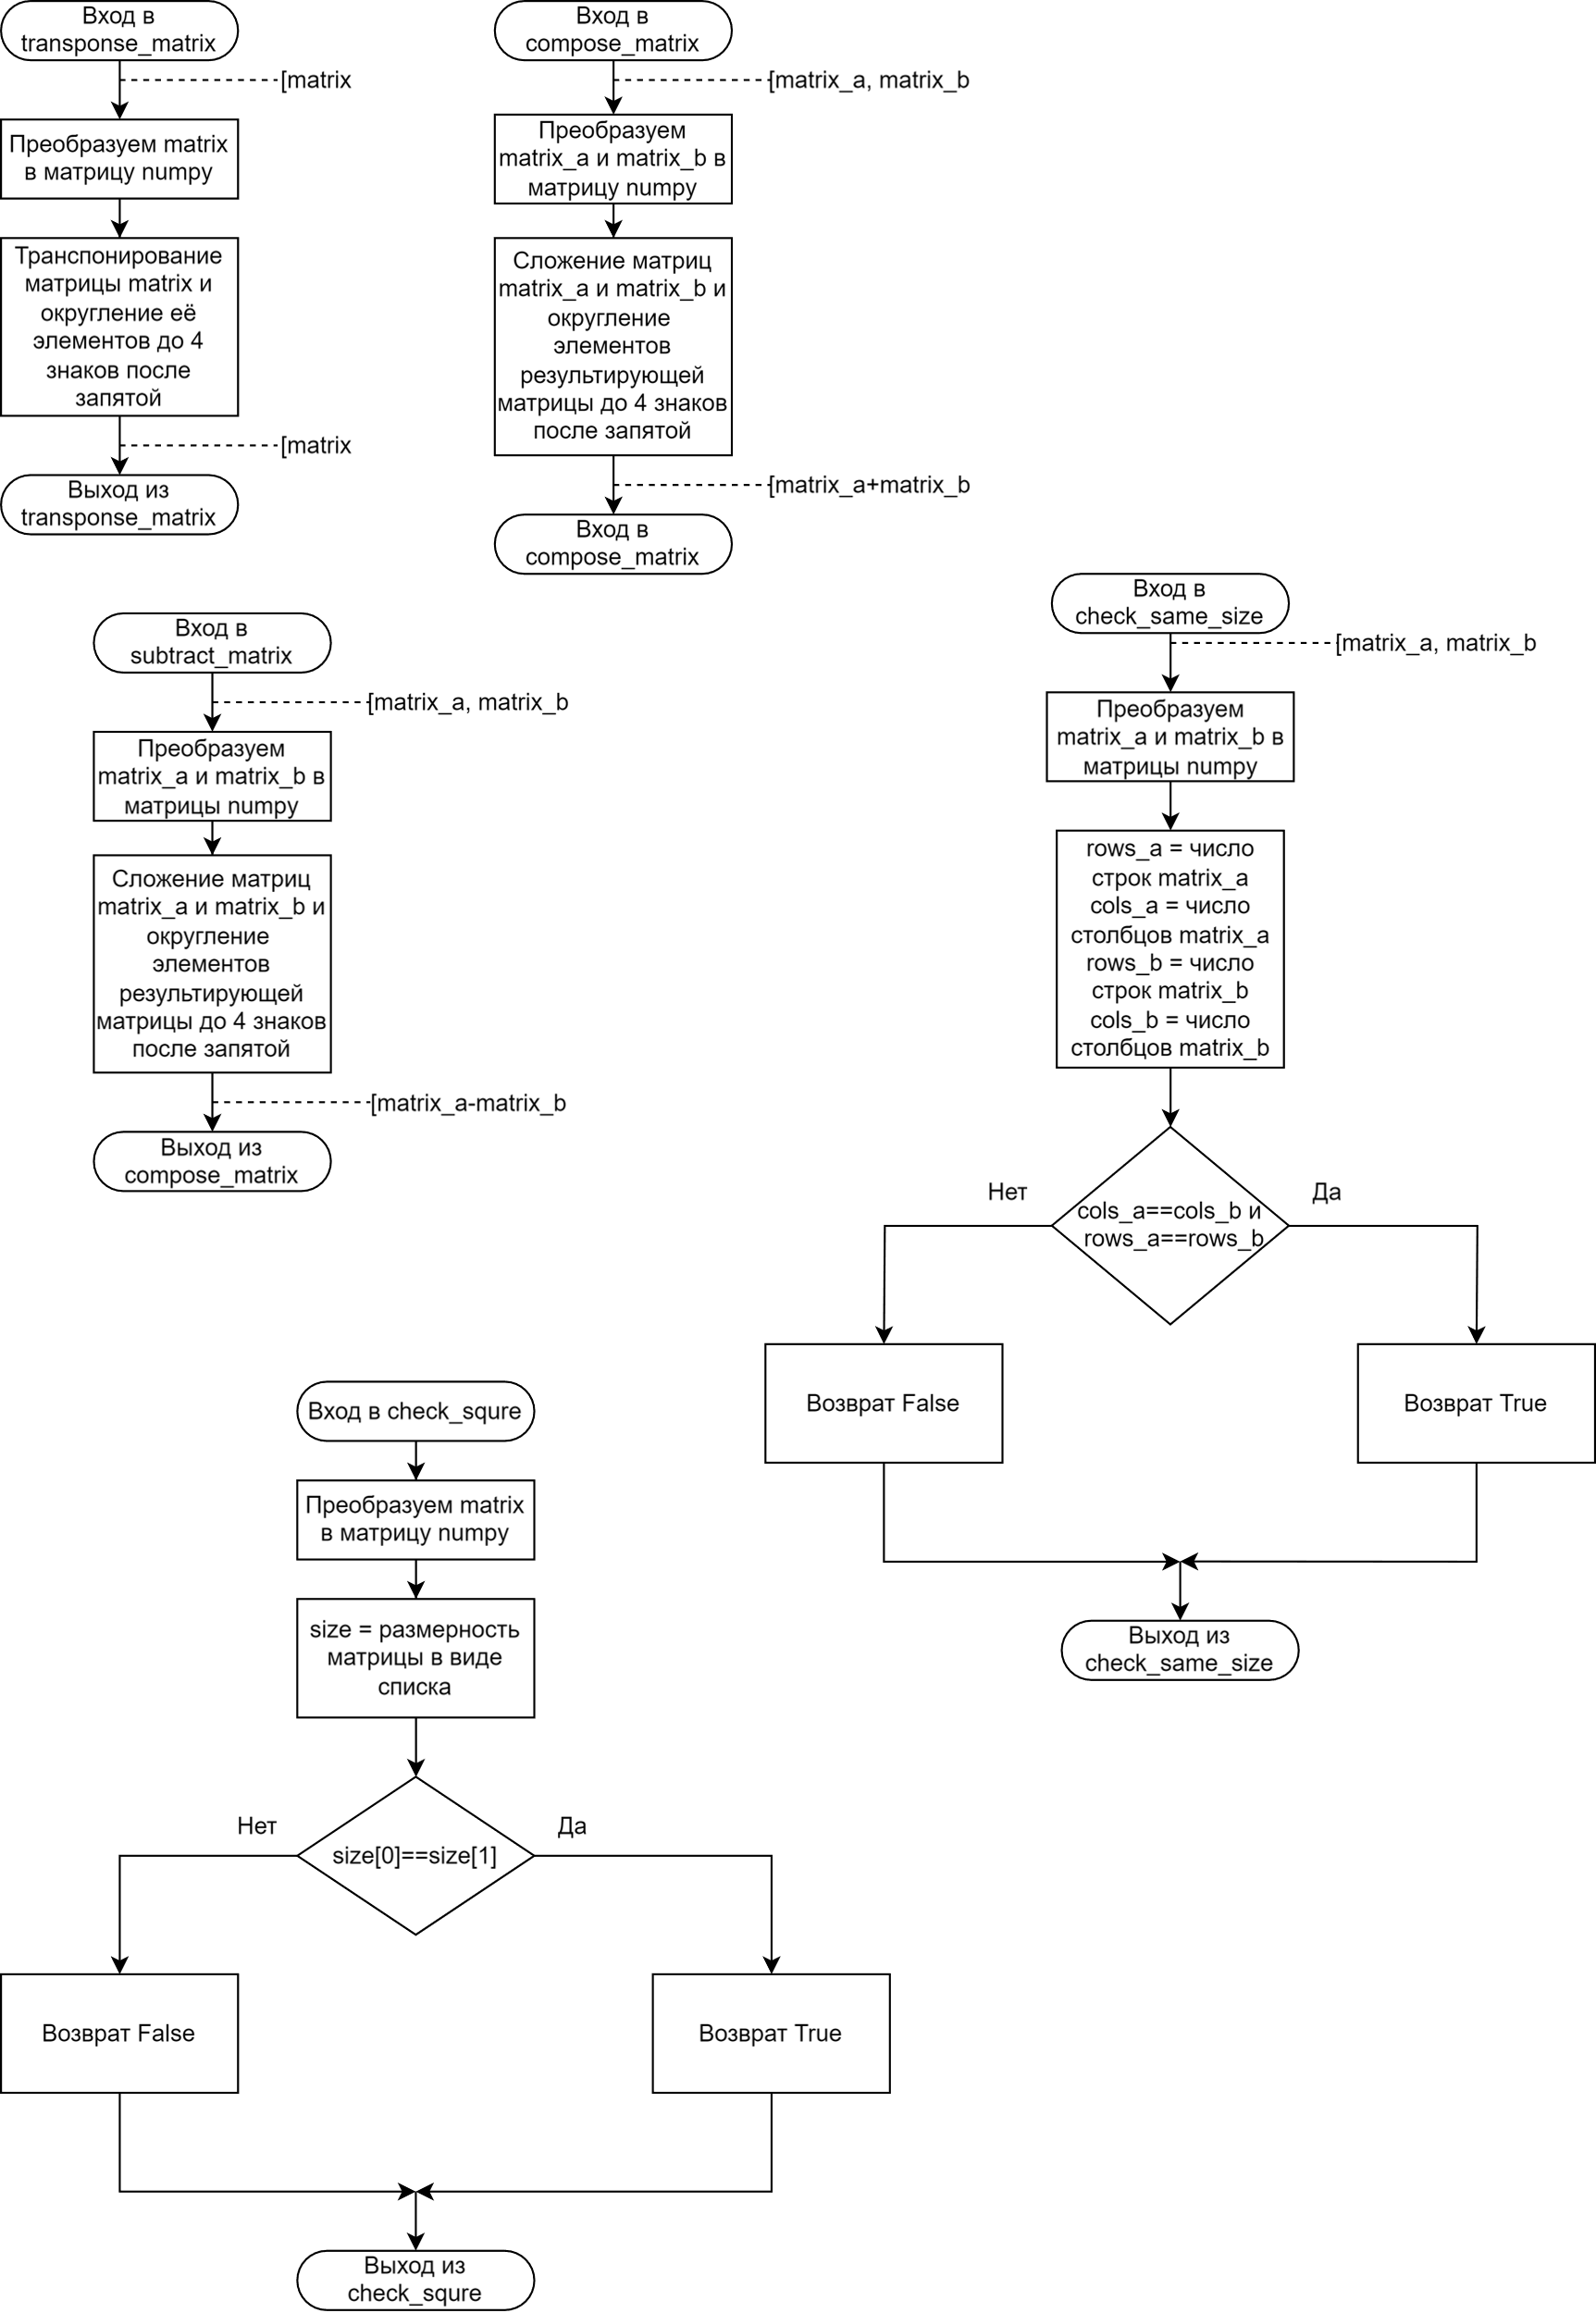 Вход в
transponse_matrix
[matrix
Преобразуем matrix
в матрицу numpy
Транспонирование
матрицы matrix и
округление её
элементов до 4
знаков после
запятой
[matrix
Выход из
transponse_matrix
Вход в
compose_matrix
[matrix_a, matrix_b
Преобразуем
matrix_a и matrix_b в
матрицу numpy
Сложение матриц
matrix_a и matrix_b и
округление
элементов
результирующей
матрицы до 4 знаков
после запятой
[matrix_a+matrix_b
Вход в
compose_matrix
Вход в
subtract_matrix
[matrix_a, matrix_b
Преобразуем
matrix_a и matrix_b в
матрицы numpy
Сложение матриц
matrix_a и matrix_b и
округление
элементов
результирующей
матрицы до 4 знаков
после запятой
[matrix_a-matrix_b
Выход из
compose_matrix
Вход в
check_same_size
[matrix_a, matrix_b
Преобразуем
matrix_a и matrix_b в
матрицы numpy
rows_a = число
строк matrix_a
cols_a = число
столбцов matrix_a
rows_b = число
строк matrix_b
cols_b = число
столбцов matrix_b
Нет
Да
cols_a==cols_b и
rows_a==rows_b
Возврат False
Возврат True
Выход из
check_same_size
Вход в check_squre
Преобразуем matrix
в матрицу numpy
size = размерность
матрицы в виде
списка
Нет
Да
size[0]==size[1]
Возврат False
Возврат True
Выход из
check_squre